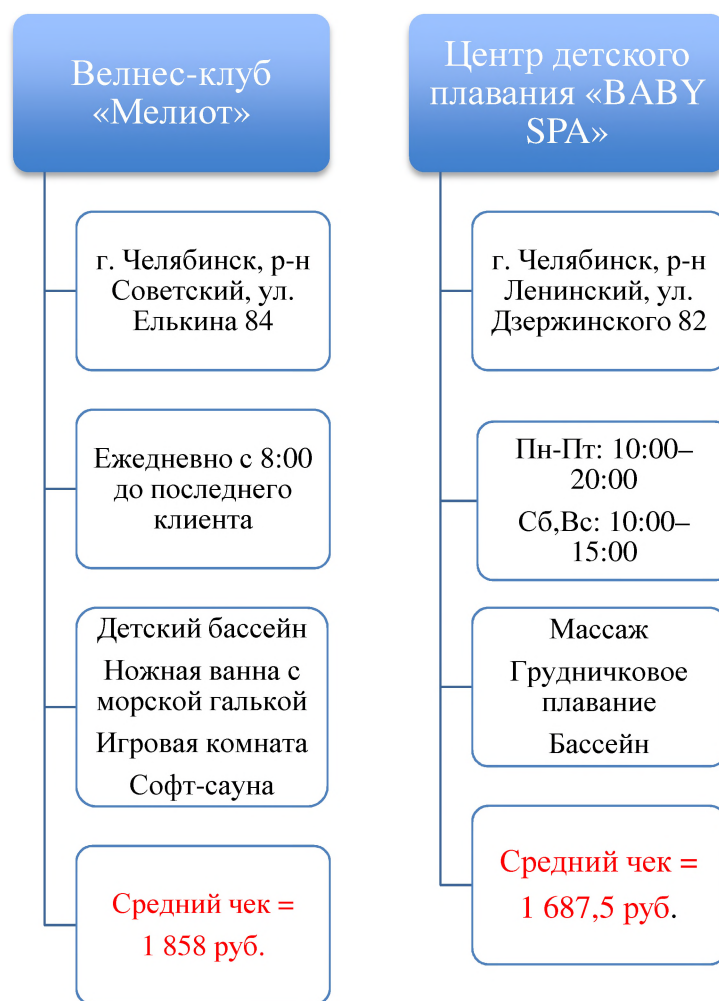 Велнес-клуб
«Мелиот»
г. Челябинск, р-н
Советский, ул.
Елькина 84
Ежедневно с 8:00
до последнего
клиента
Детский бассейн
Ножная ванна с
морской галькой
Игровая комната
Софт-сауна
Средний чек =
1 858 руб.
Центр детского
плавания «BABY
SPA»
г. Челябинск, р-н
Ленинский, ул.
Дзержинского 82
Пн-Пт: 10:00–
20:00
Сб,Вс: 10:00–
15:00
Массаж
Грудничковое
плавание
Бассейн
Средний чек =
1 687,5 руб.